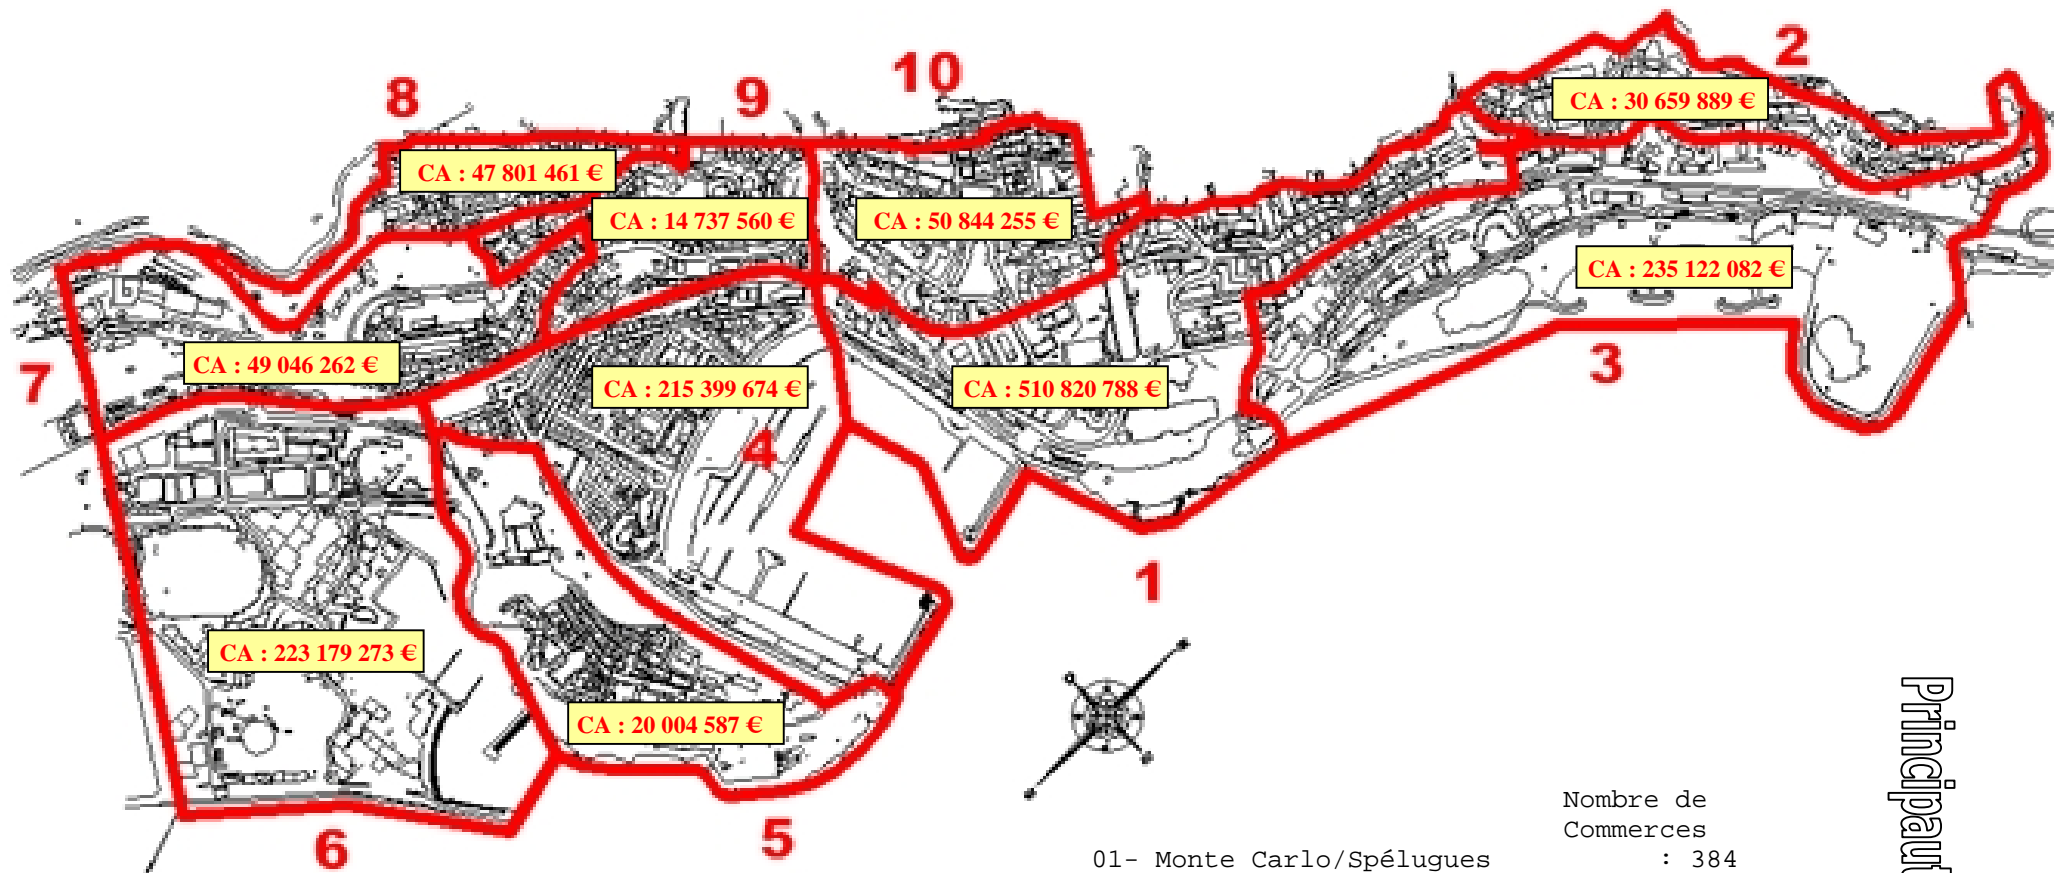 2
10
9
8
CA : 30 659 889 €
CA : 47 801 461 €
CA : 14 737 560 €
CA : 50 844 255 €
CA : 235 122 082 €
7
CA : 49 046 262 €
CA : 215 399 674 €
CA : 510 820 788 €
3
4
1
CA : 223 179 273 €
CA : 20 004 587 €
5
6
Nombre de
Commerces
01- Monte Carlo/Spélugues : 384